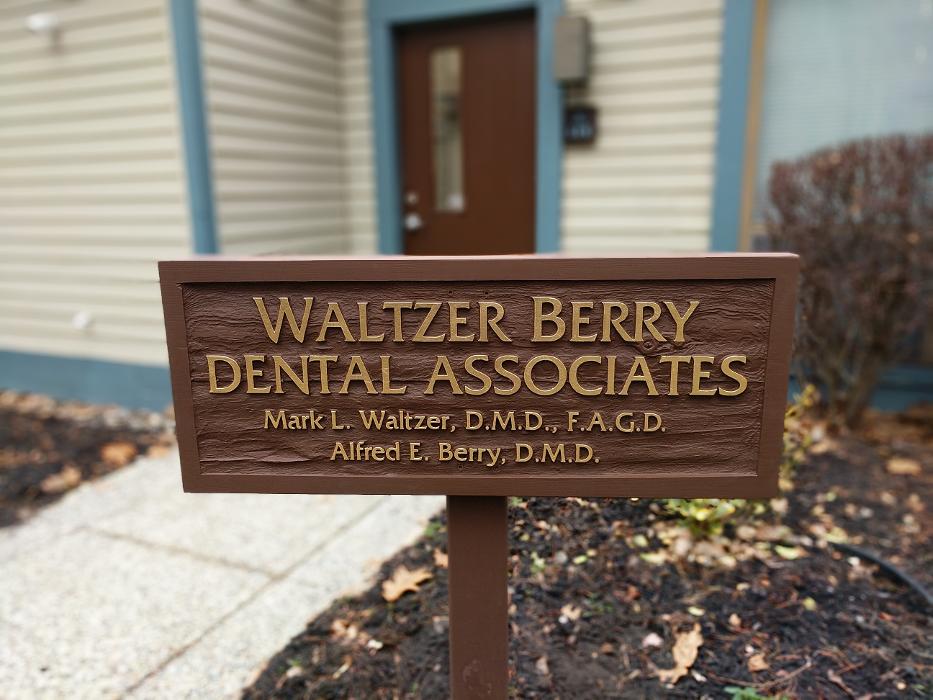 WALTZER BERRY
DENTAL ASSOCIATES
Mark L. Waltzer, D.M.D., F.A.G.D.
Alfred E. Berry, D.M.D.